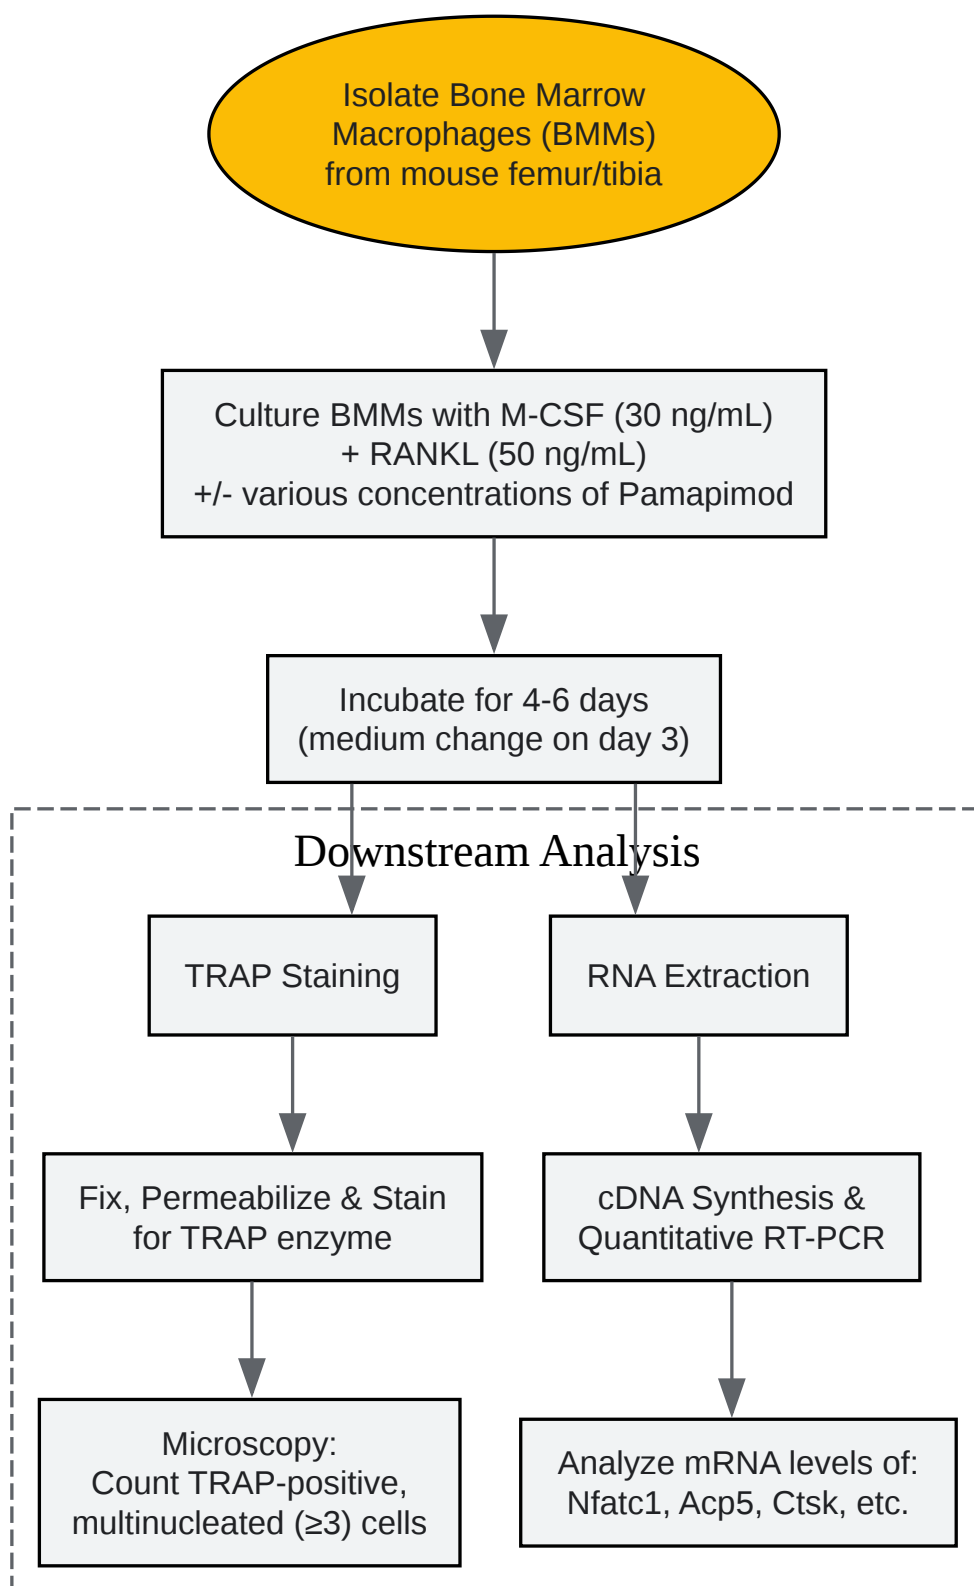 Isolate Bone Marrow
Macrophages (BMMs)
from mouse femur/tibia
Culture BMMs with M-CSF (30 ng/mL)
+ RANKL (50 ng/mL)
+/- various concentrations of Pamapimod
Incubate for 4-6 days
(medium change on day 3)
Downstream Analysis
TRAP Staining
RNA Extraction
Fix, Permeabilize & Stain
for TRAP enzyme
cDNA Synthesis &
Quantitative RT-PCR
Microscopy:
Count TRAP-positive,
multinucleated (≥3) cells
Analyze mRNA levels of:
Nfatc1, Acp5, Ctsk, etc.